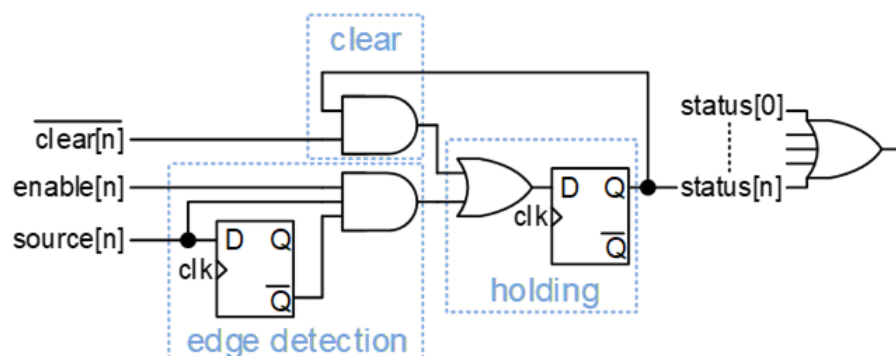 clear
status[0]
clear[n]
enable[n]
D Q
status[n]
clk
Q
source[n]
D Q
clk
Q
holding
edge detection